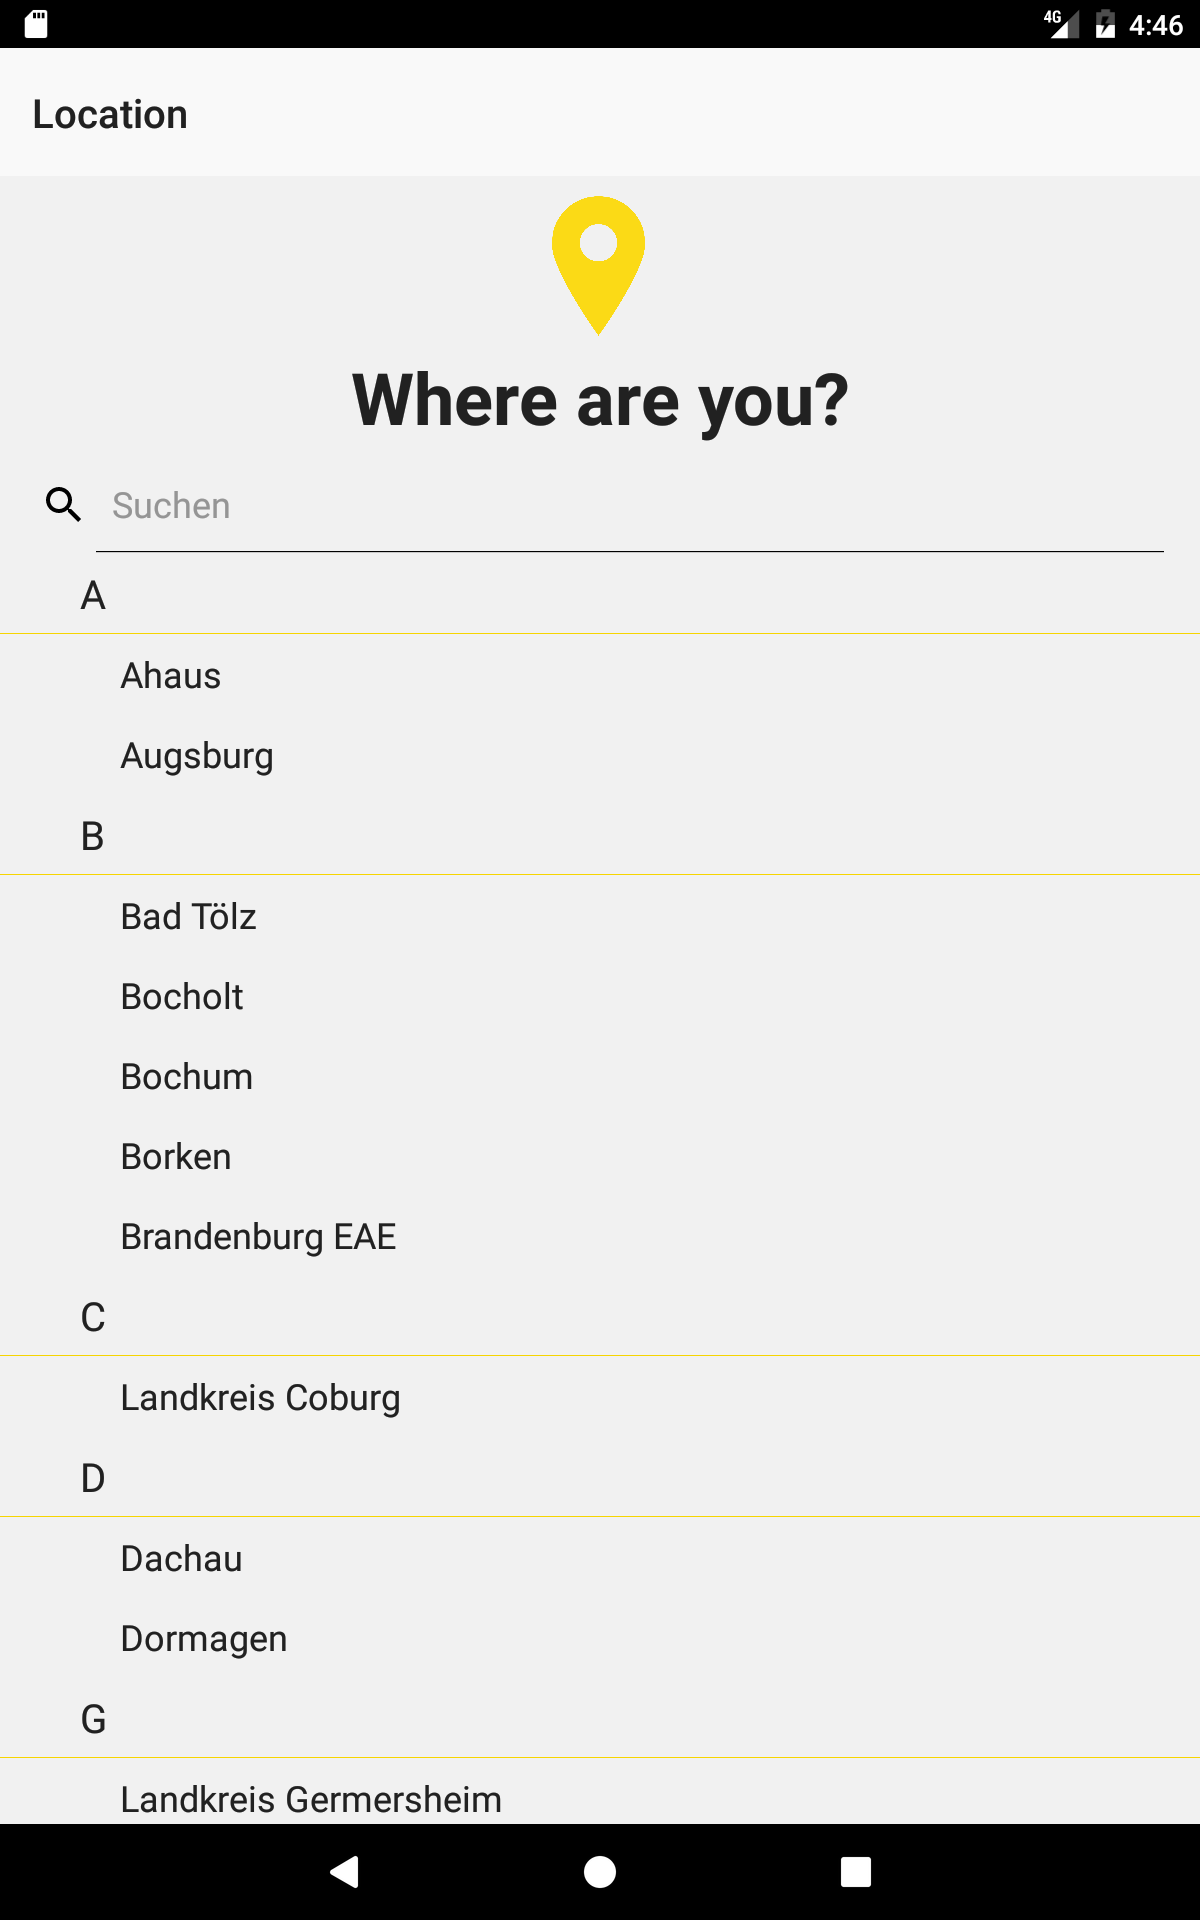 4G 4:46
Location
Where are you?
Suchen
A
Ahaus
Augsburg
B
Bad Tölz
Bocholt
Bochum
Borken
Brandenburg EAE
C
Landkreis Coburg
D
Dachau
Dormagen
G
Landkreis Germersheim